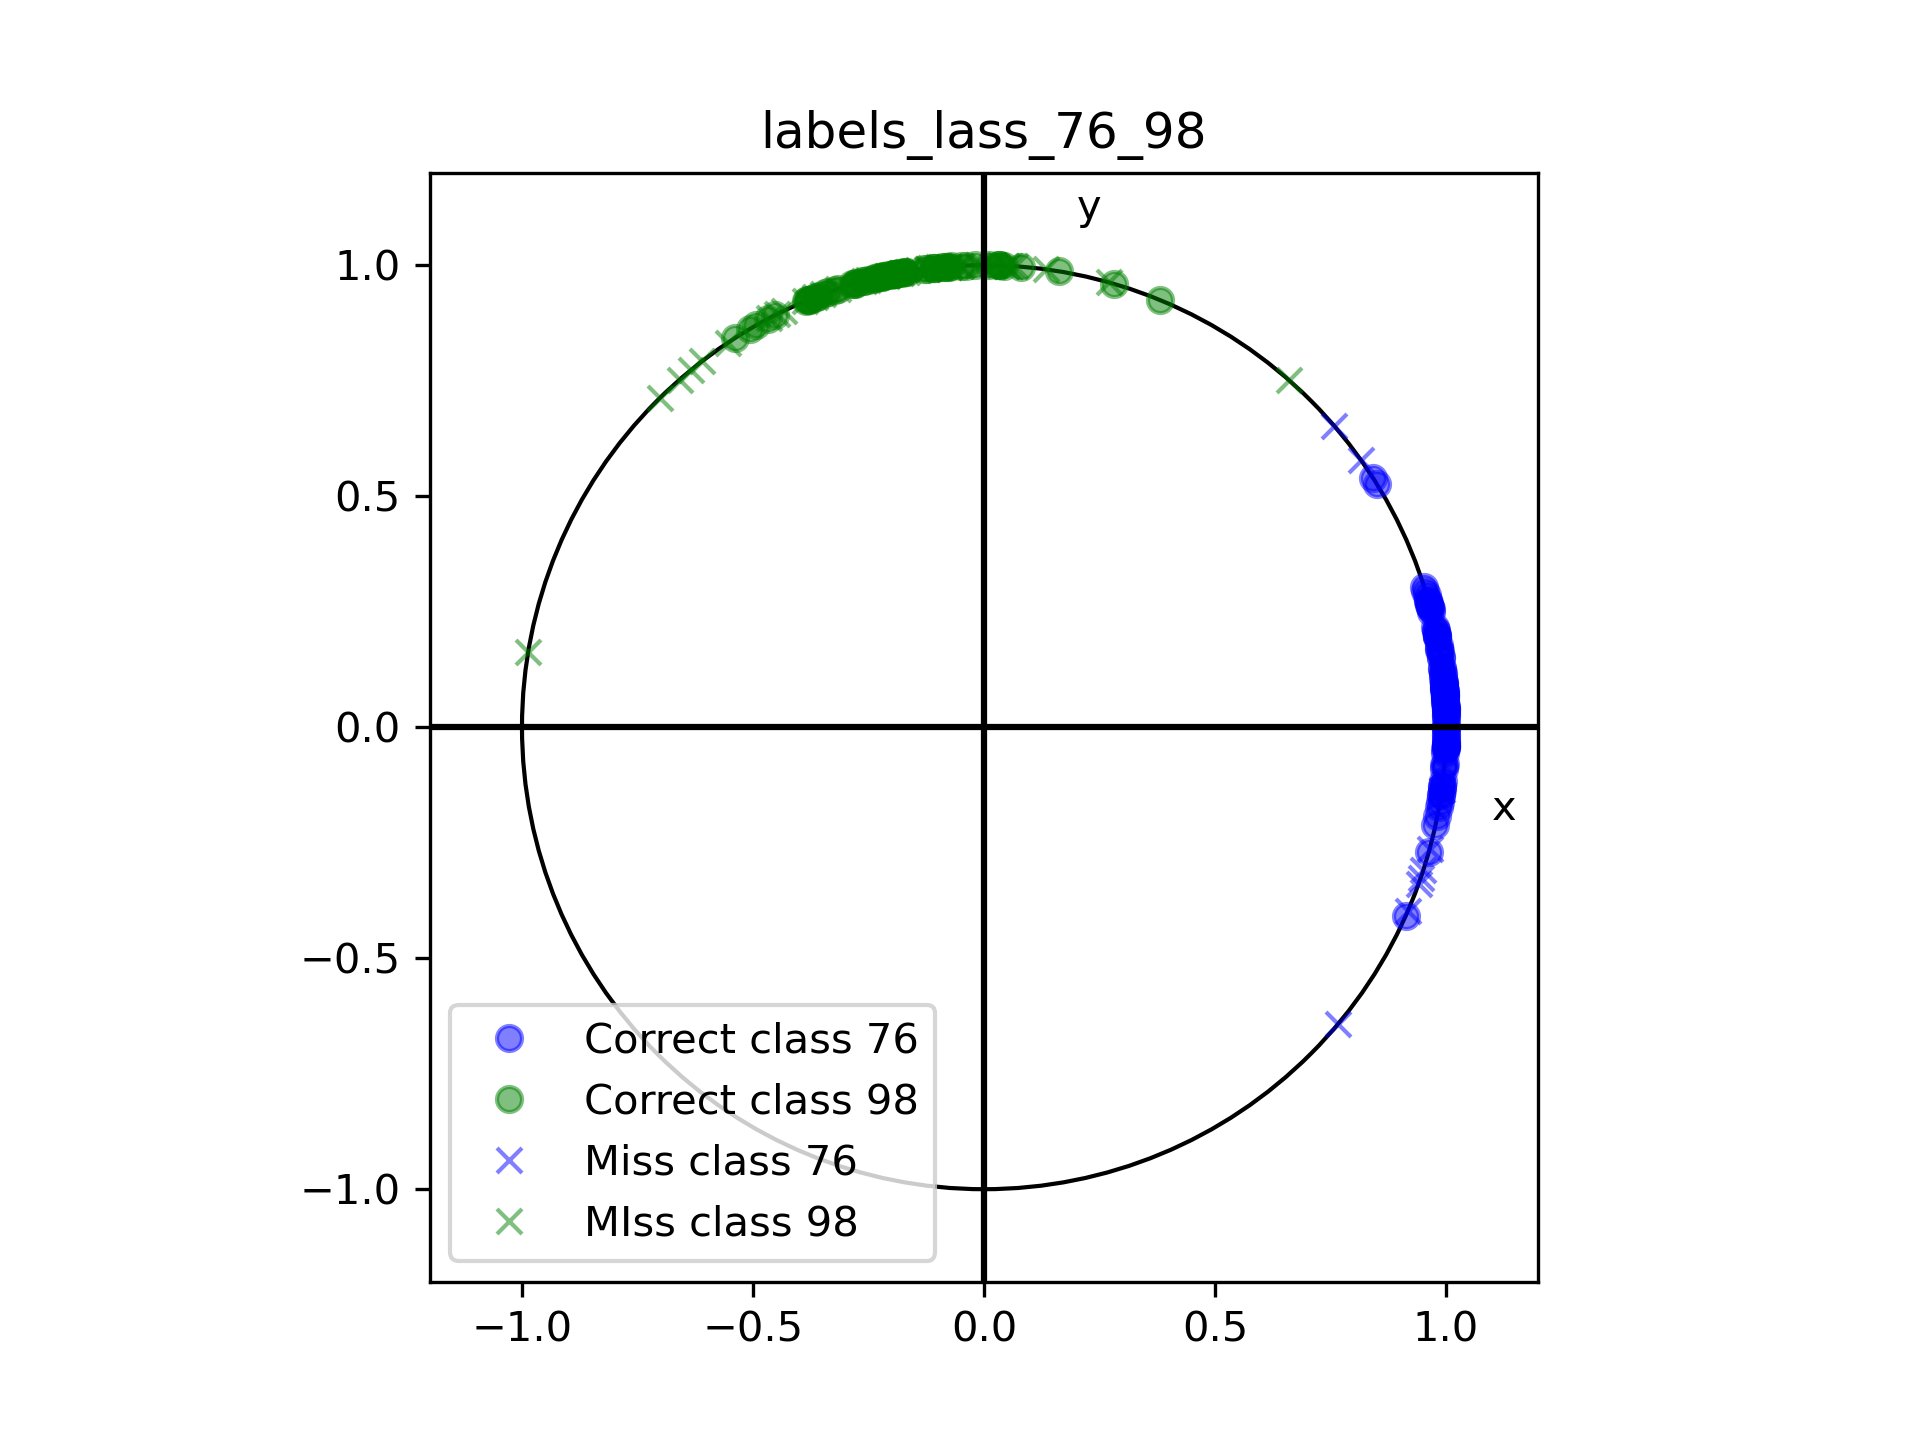 labels_lass_76_98
y
1.0
0.5
0.0
−0.5
−1.0
x
Correct class 76
Correct class 98
Miss class 76
MIss class 98
−1.0 −0.5 0.0 0.5 1.0